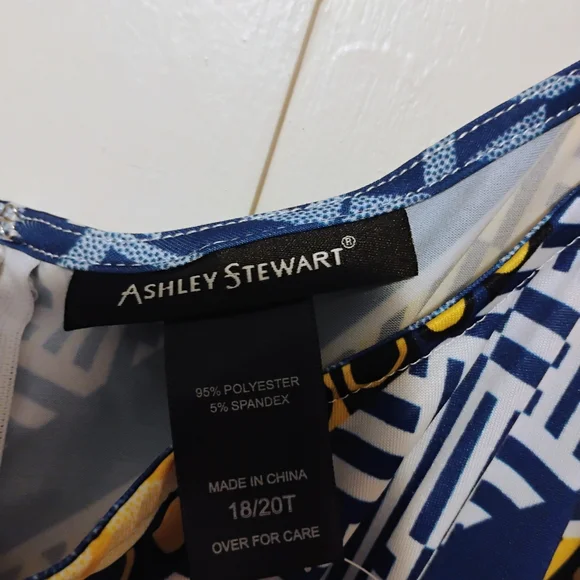 ASHLEY STEWART®
95% POLYESTER
5% SPANDEX
MADE IN CHINA
18/20T
OVER FOR CARE